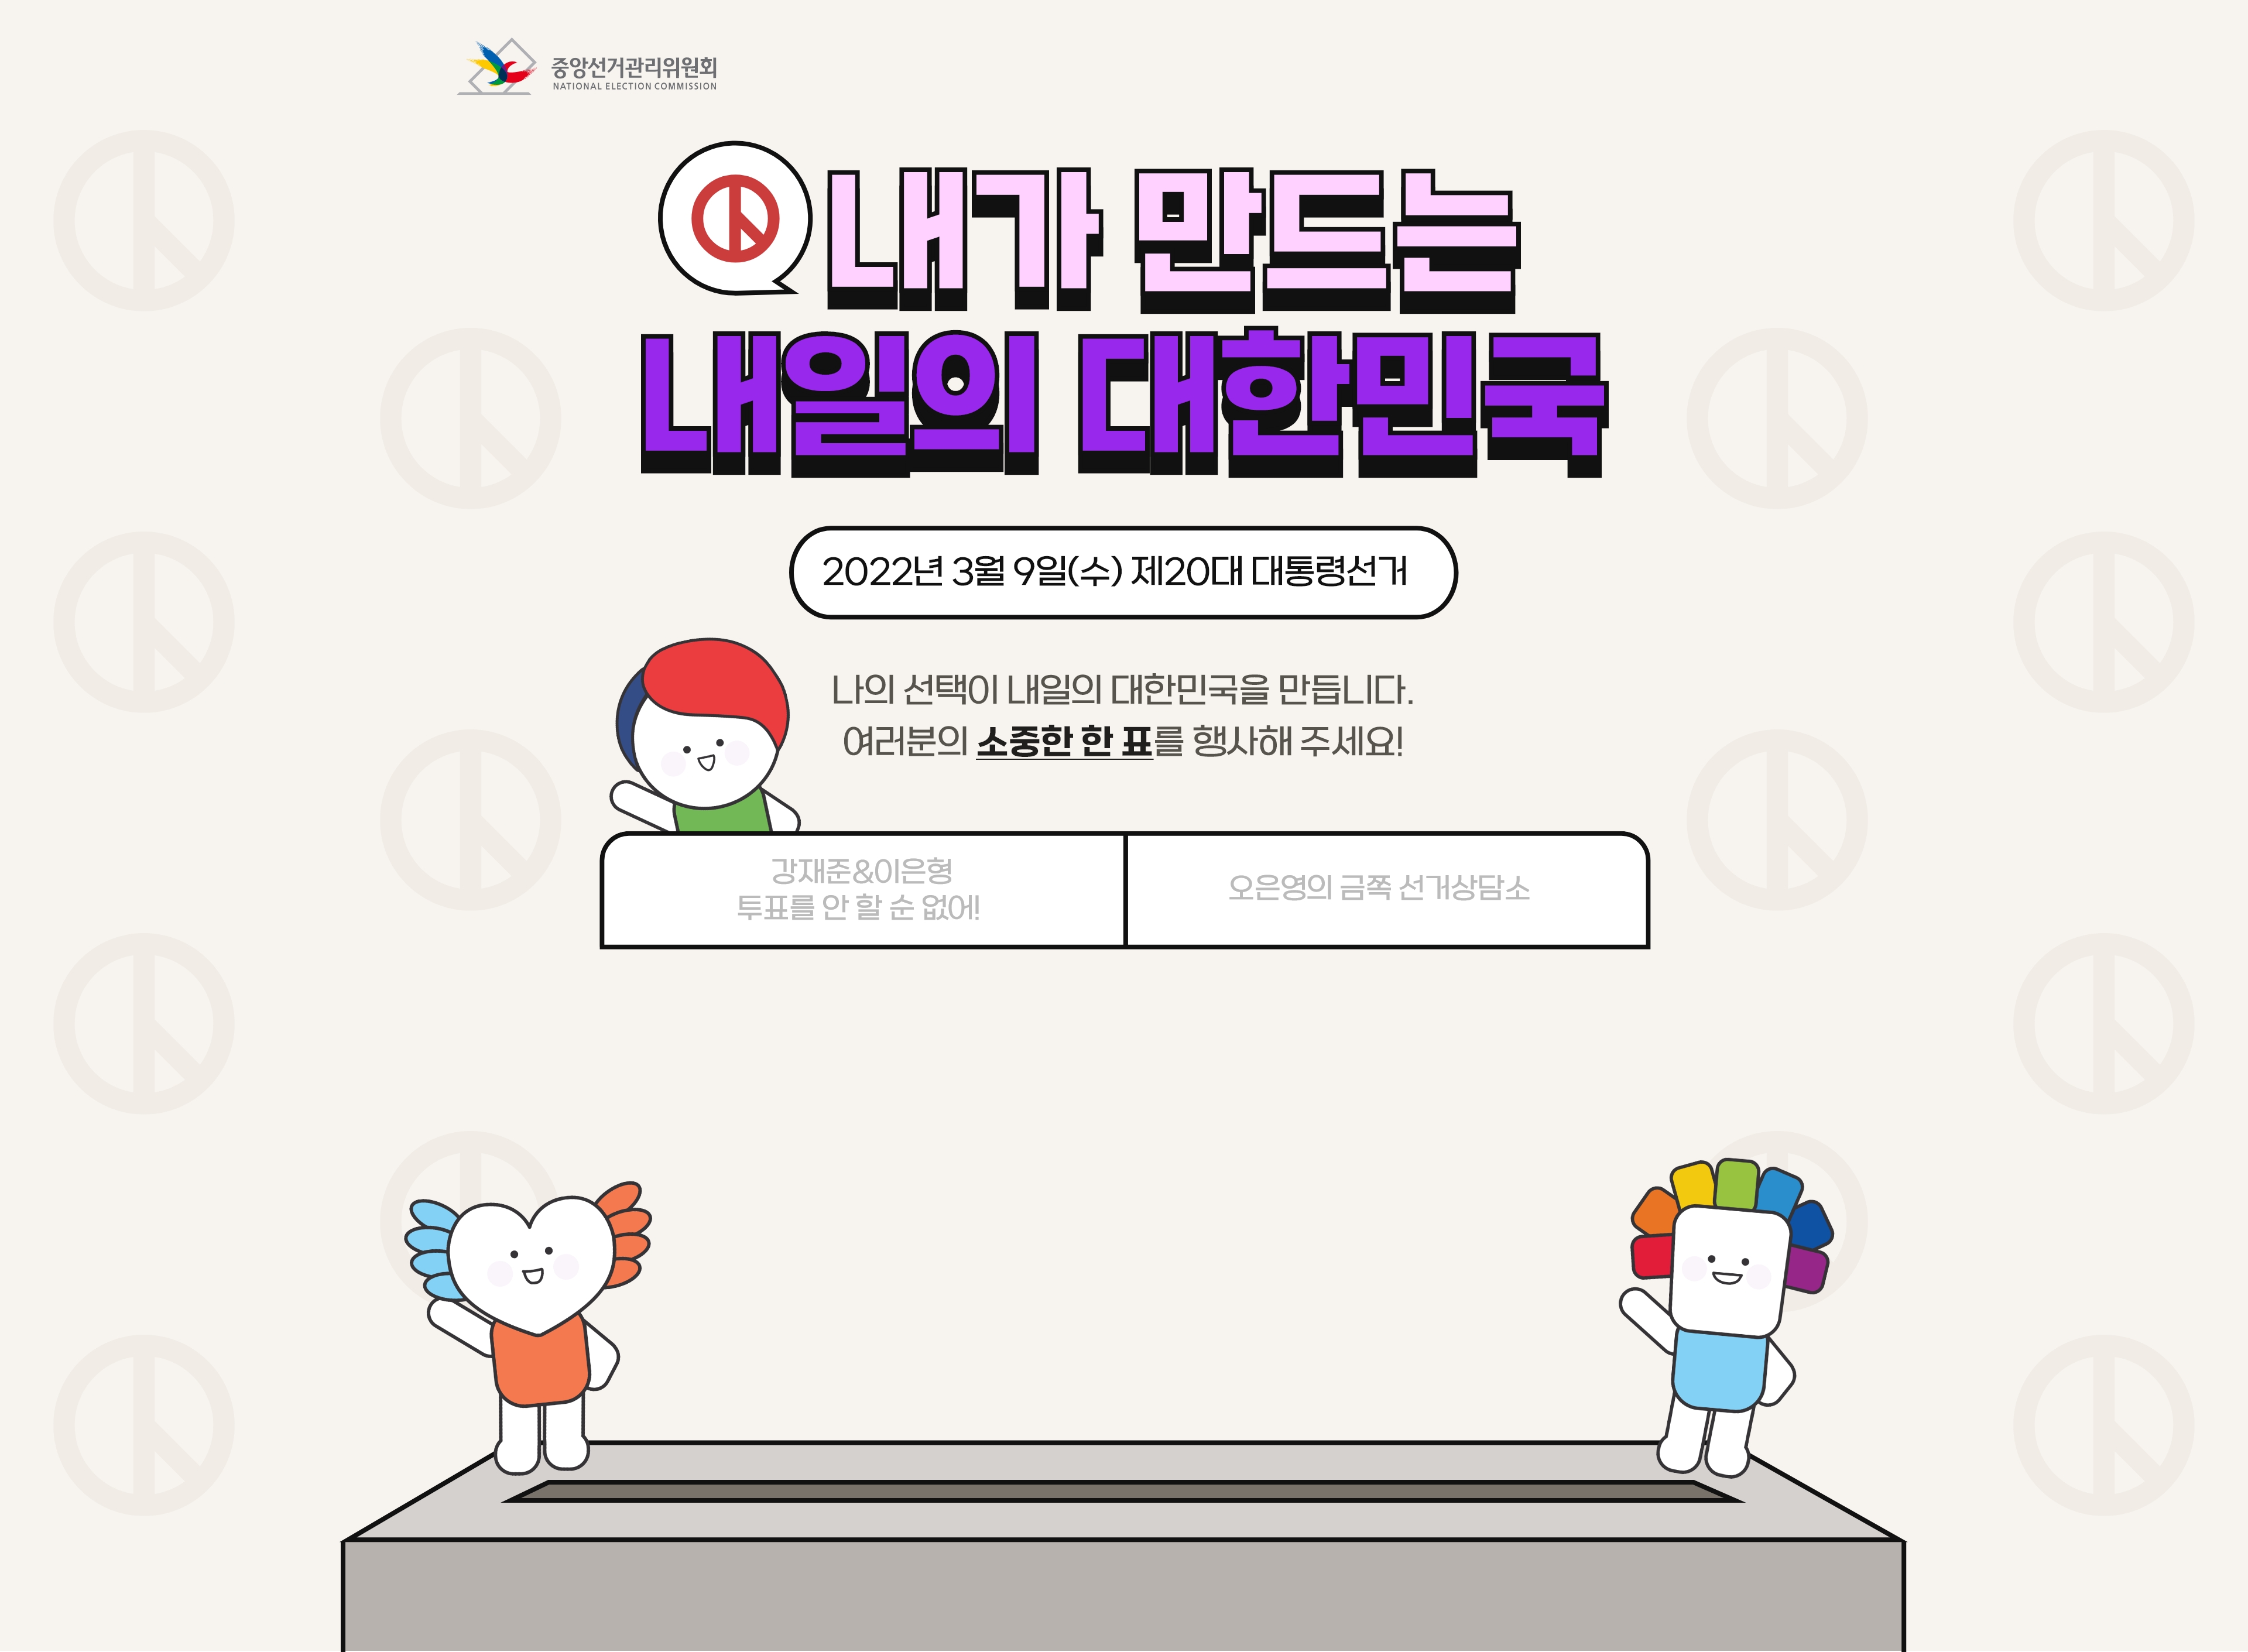 중앙선거관리위원회
NATIONAL ELECTION COMMISSION
내가 만드는
내일의 대한민국
2022년 3월 9일(수) 제20대 대통령선거
나의 선택이 내일의 대한민국을 만듭니다.
여러분의 소중한 한 표를 행사해 주세요!
강재준&이은형
투표를 안 할 순 없어!
오은영의 금쪽 선거상담소